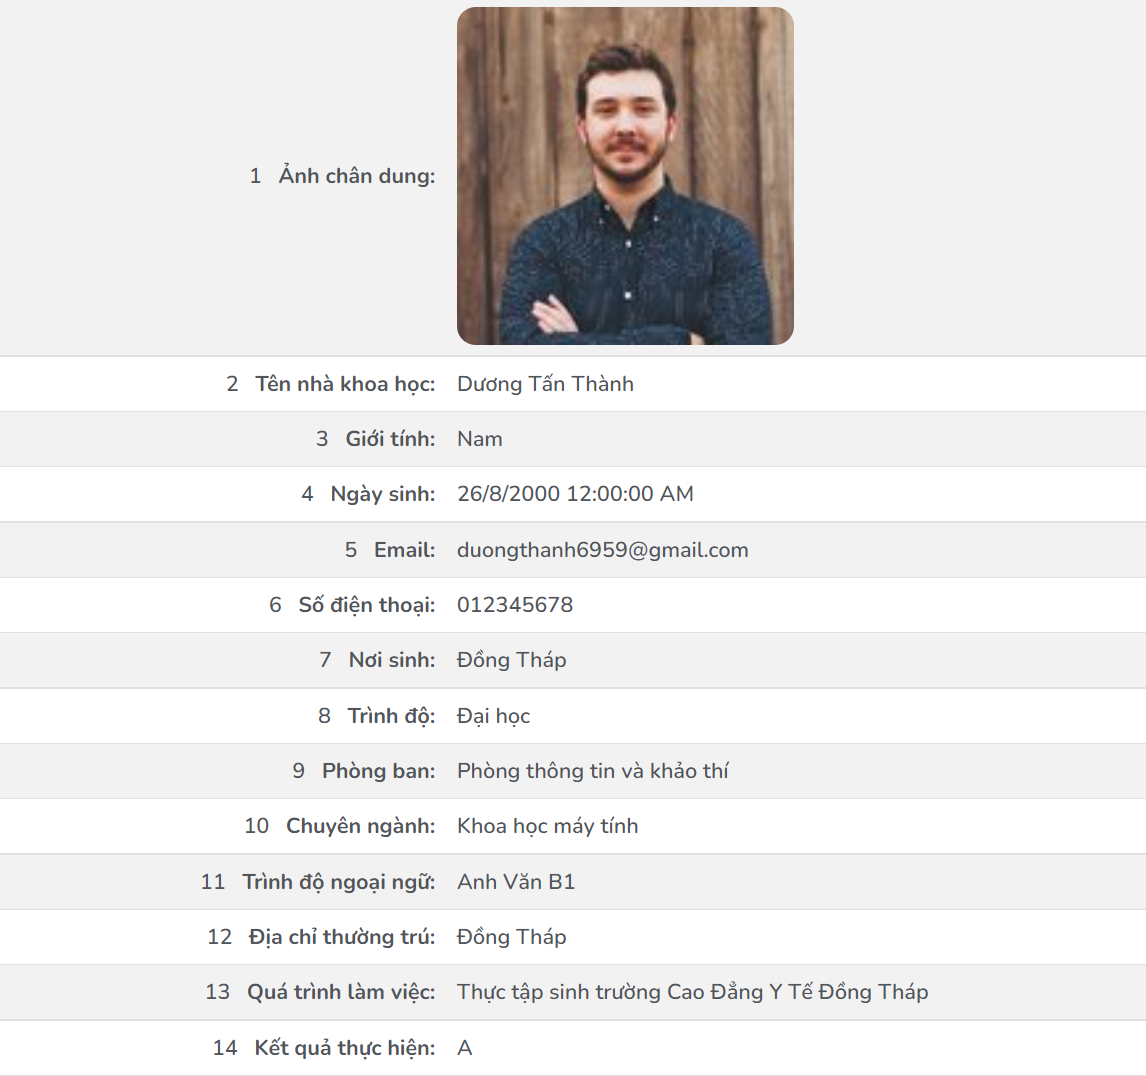 1 Ảnh chân dung:
2 Tên nhà khoa học: Dương Tấn Thành
3 Giới tính: Nam
4 Ngày sinh: 26/8/2000 12:00:00 AM
5 Email: duongthanh6959@gmail.com
6 Số điện thoại: 012345678
7 Nơi sinh: Đồng Tháp
8 Trình độ: Đại học
9 Phòng ban: Phòng thông tin và khảo thí
10 Chuyên ngành: Khoa học máy tính
11 Trình độ ngoại ngữ: Anh Văn B1
12 Địa chỉ thường trú: Đồng Tháp
13 Quá trình làm việc: Thực tập sinh trường Cao Đẳng Y Tế Đồng Tháp
14 Kết quả thực hiện: A